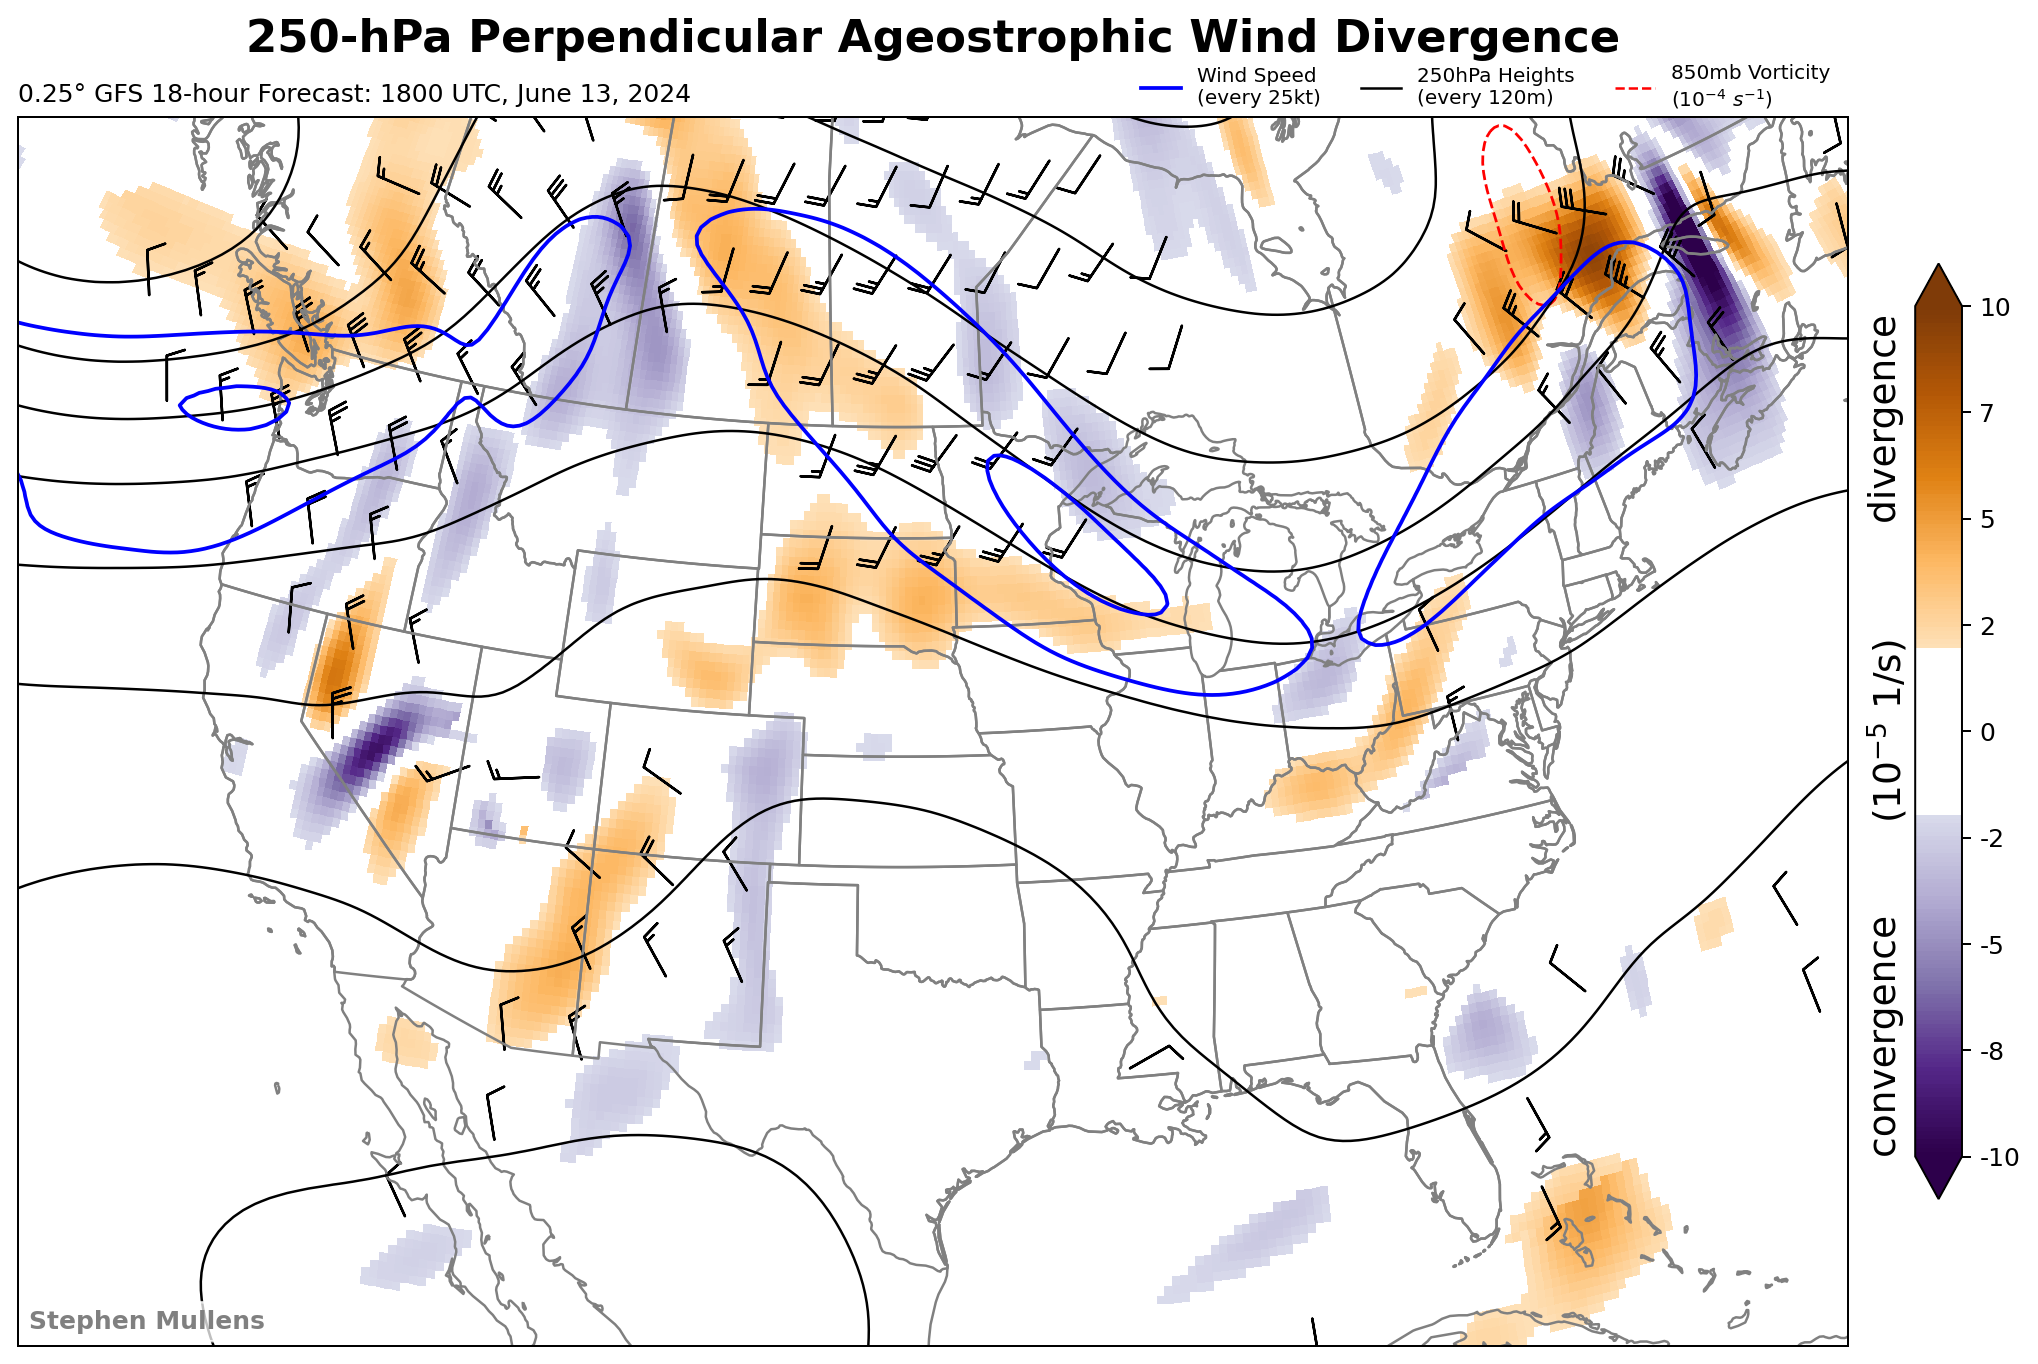 250-hPa Perpendicular Ageostrophic Wind Divergence
0.25° GFS 18-hour Forecast: 1800 UTC, June 13, 2024
Wind Speed
(every 25kt)
250hPa Heights
(every 120m)
850mb Vorticity
(10⁻⁴ s⁻¹)
10
7
5
2
0
-2
-5
-8
-10
convergence (10⁻⁵ 1/s) divergence
Stephen Mullens